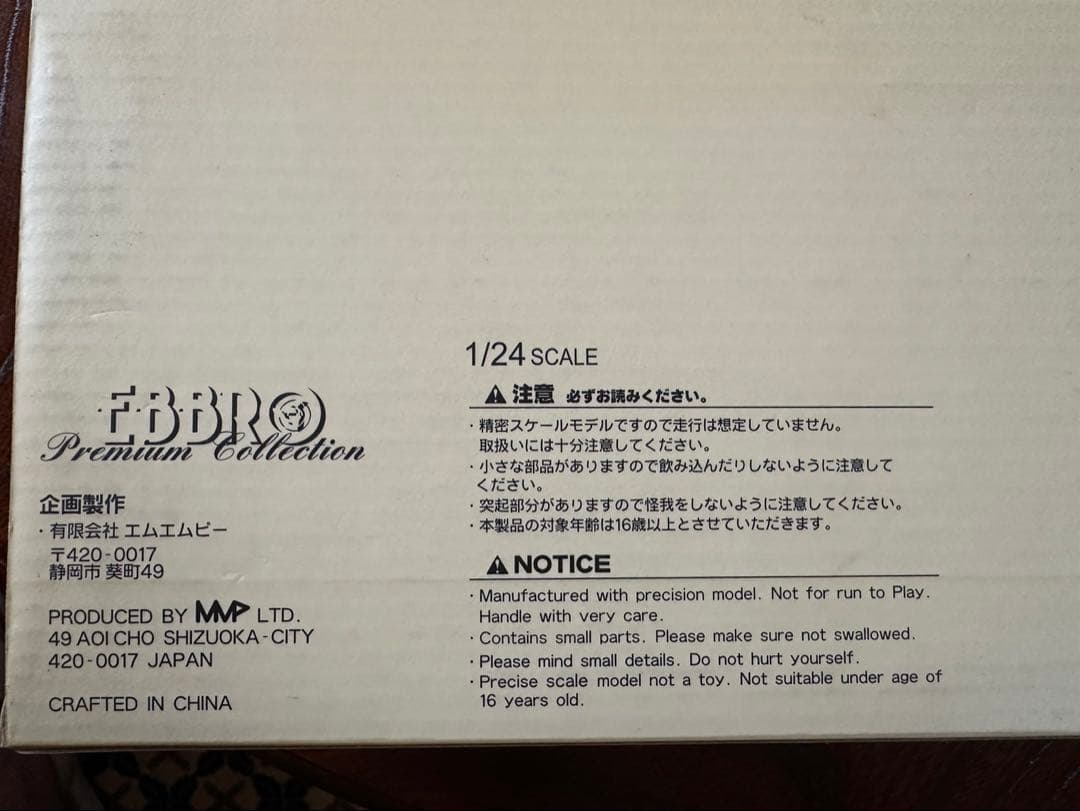 EBBRO
Premium Collection
企画製作
・有限会社 エムエムビー
〒420-0017
静岡市 葵町49
PRODUCED BY MMP LTD.
49 AOI CHO SHIZUOKA-CITY
420-0017 JAPAN
CRAFTED IN CHINA
1/24 SCALE
注意 必ずお読みください。
・精密スケールモデルですので走行は想定していません。
取扱いには十分注意してください。
・小さな部品がありますので飲み込んだりしないように注意して
ください。
・突起部分がありますので怪我をしないように注意してください。
・本製品の対象年齢は16歳以上とさせていただきます。
NOTICE
・Manufactured with precision model. Not for run to Play.
Handle with very care.
・Contains small parts. Please make sure not swallowed.
・Please mind small details. Do not hurt yourself.
・Precise scale model not a toy. Not suitable under age of
16 years old.